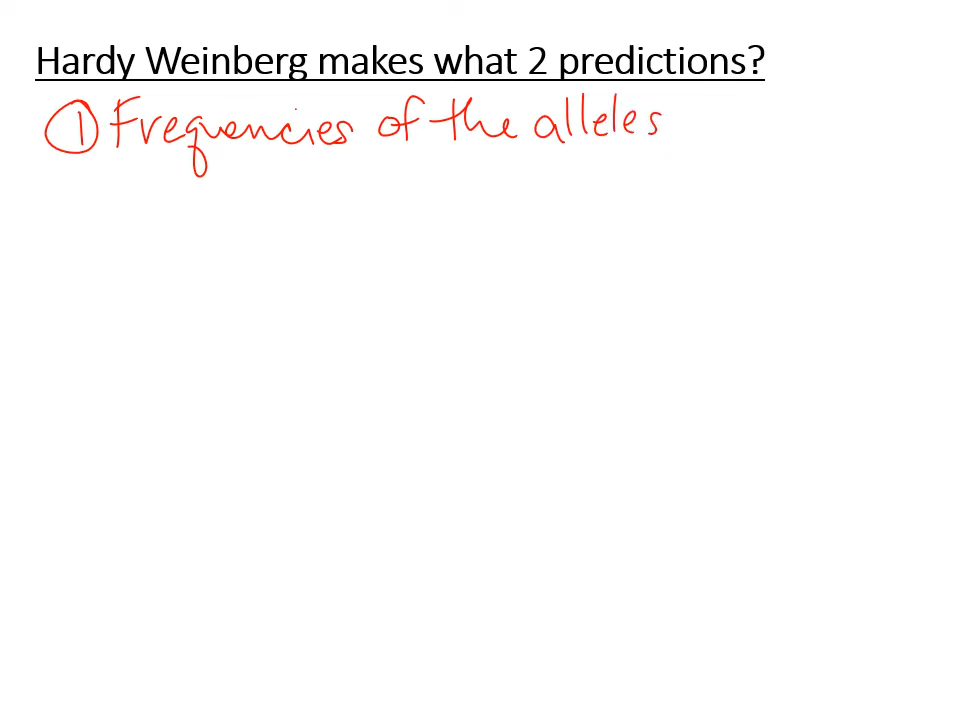 Hardy Weinberg makes what 2 predictions?
① Frequencies of the alleles